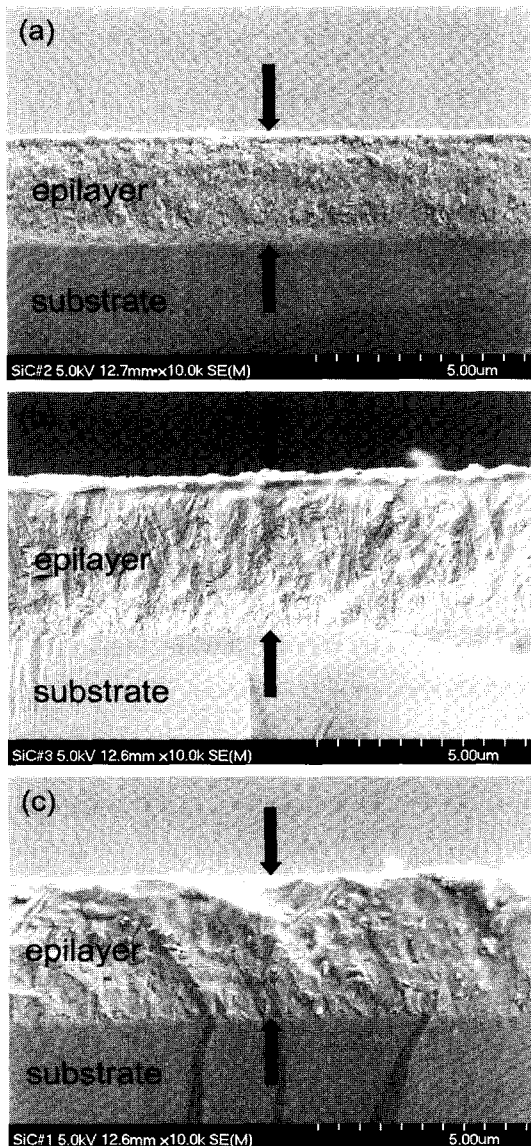 (a)
epilayer
substrate
SiC#2 5.0kV 12.7mm x10.0k SE(M) 5.00um
epilayer
substrate
SiC#3 5.0kV 12.6mm x10.0k SE(M) 5.00um
(c)
epilayer
substrate
SiC#1 5.0kV 12.6mm x10.0k SE(M) 5.00um